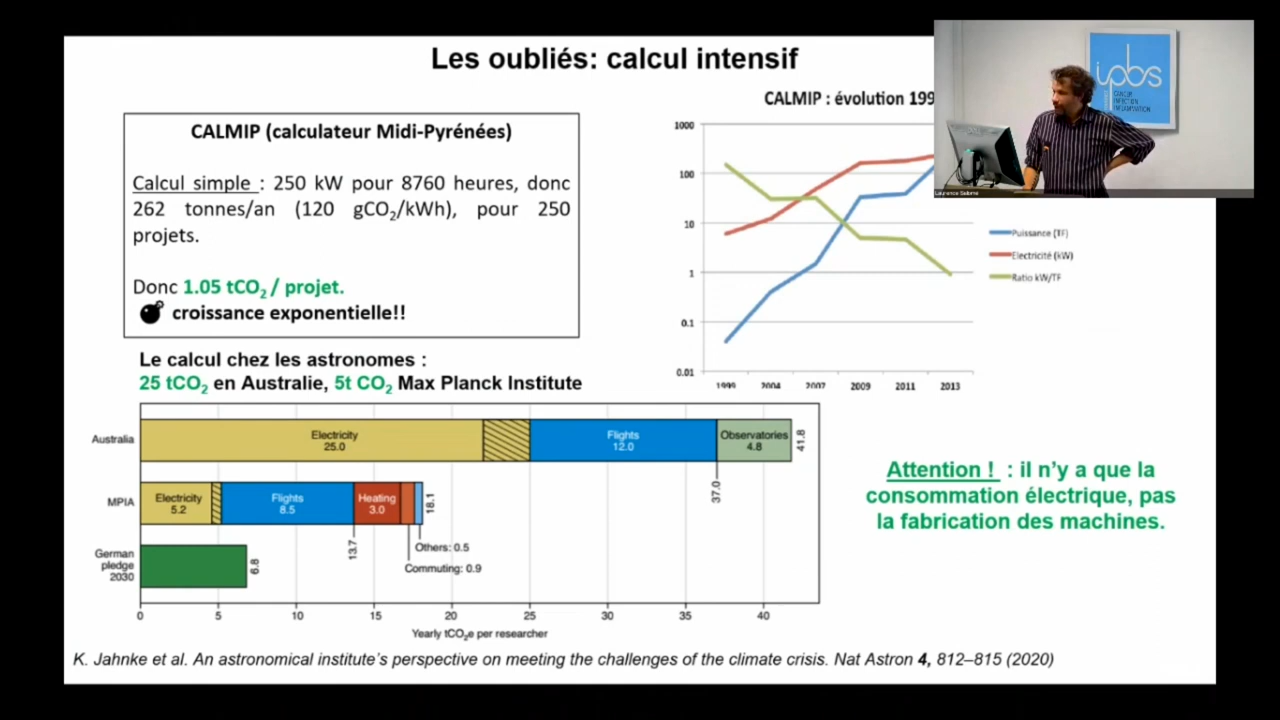 Les oubliés: calcul intensif
CALMIP (calculateur Midi-Pyrénées)
Calcul simple : 250 kW pour 8760 heures, donc
262 tonnes/an (120 gCO2/kWh), pour 250
projets.
Donc 1.05 tCO2 / projet.
croissance exponentielle!!
CALMIP : évolution 199
1000
100
10
1
0.1
0.01
1999
2004
2007
2009
2011
2013
Puissance (TF)
Electricité (kW)
Ratio kW/TF
ipbs
CANCER
INFECTION
INFLAMMATION
Laurence Salomé
Le calcul chez les astronomes :
25 tCO2 en Australie, 5t CO2 Max Planck Institute
Australia
Electricity
25.0
Flights
12.0
Observatories
4.8
41.8
37.0
MPIA
Electricity
5.2
Flights
8.5
Heating
3.0
18.1
13.7
Others: 0.5
Commuting: 0.9
German
pledge
2030
6.8
0
5
10
15
20
25
30
35
40
Yearly tCO2e per researcher
Attention ! : il n’y a que la
consommation électrique, pas
la fabrication des machines.
K. Jahnke et al. An astronomical institute’s perspective on meeting the challenges of the climate crisis. Nat Astron 4, 812–815 (2020)